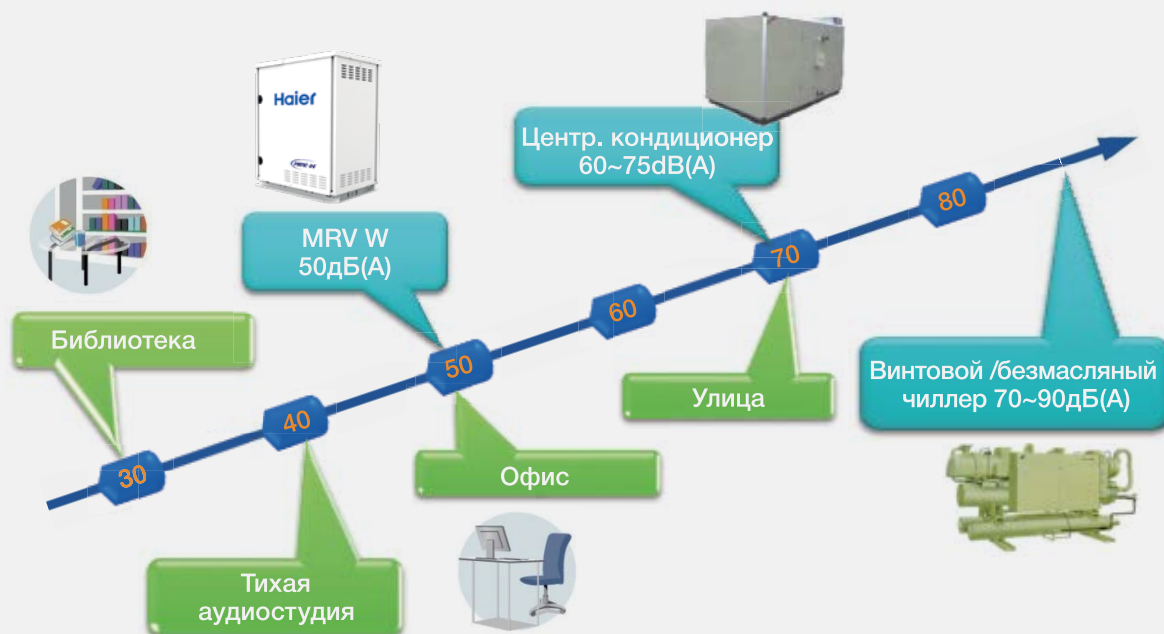 Haier
Центр. кондиционер
60~75dB(A)
80
MRV W
50дБ(A)
70
60
Библиотека
50
Улица
Винтовой /безмасляный
чиллер 70~90дБ(A)
40
30
Офис
Тихая
аудиостудия